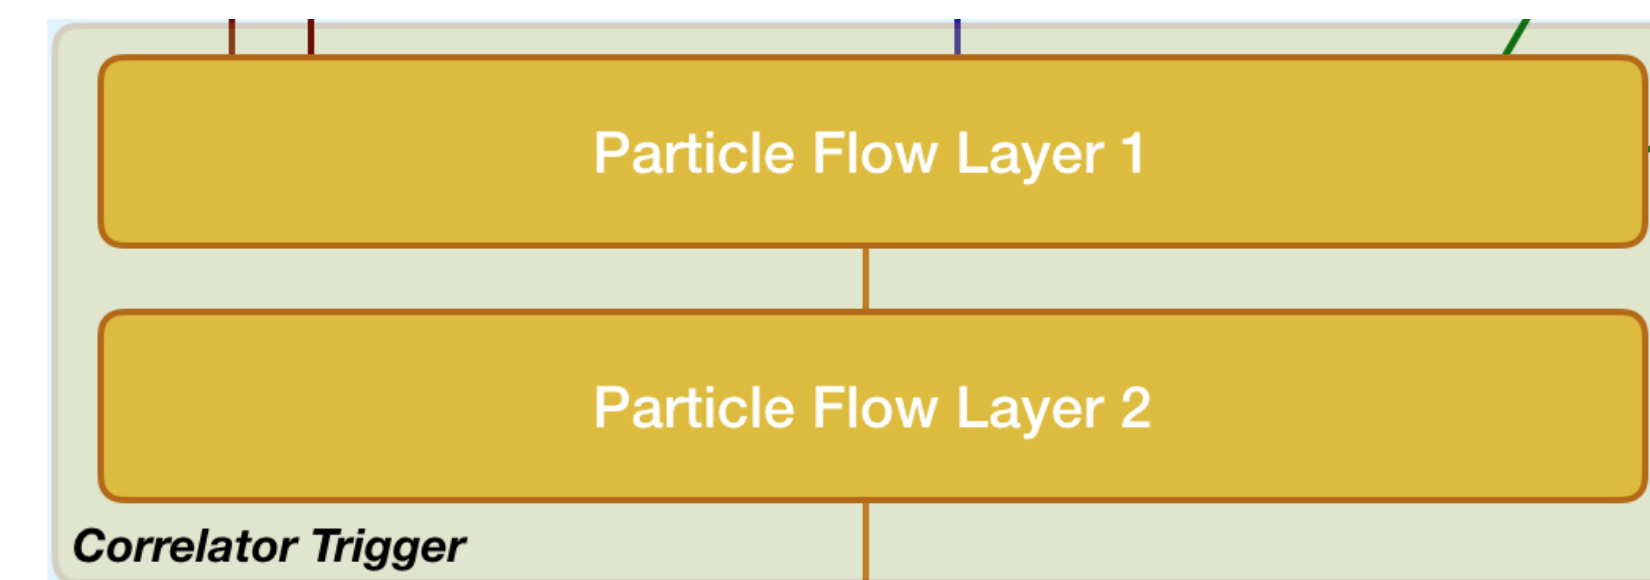 Particle Flow Layer 1
Particle Flow Layer 2
Correlator Trigger